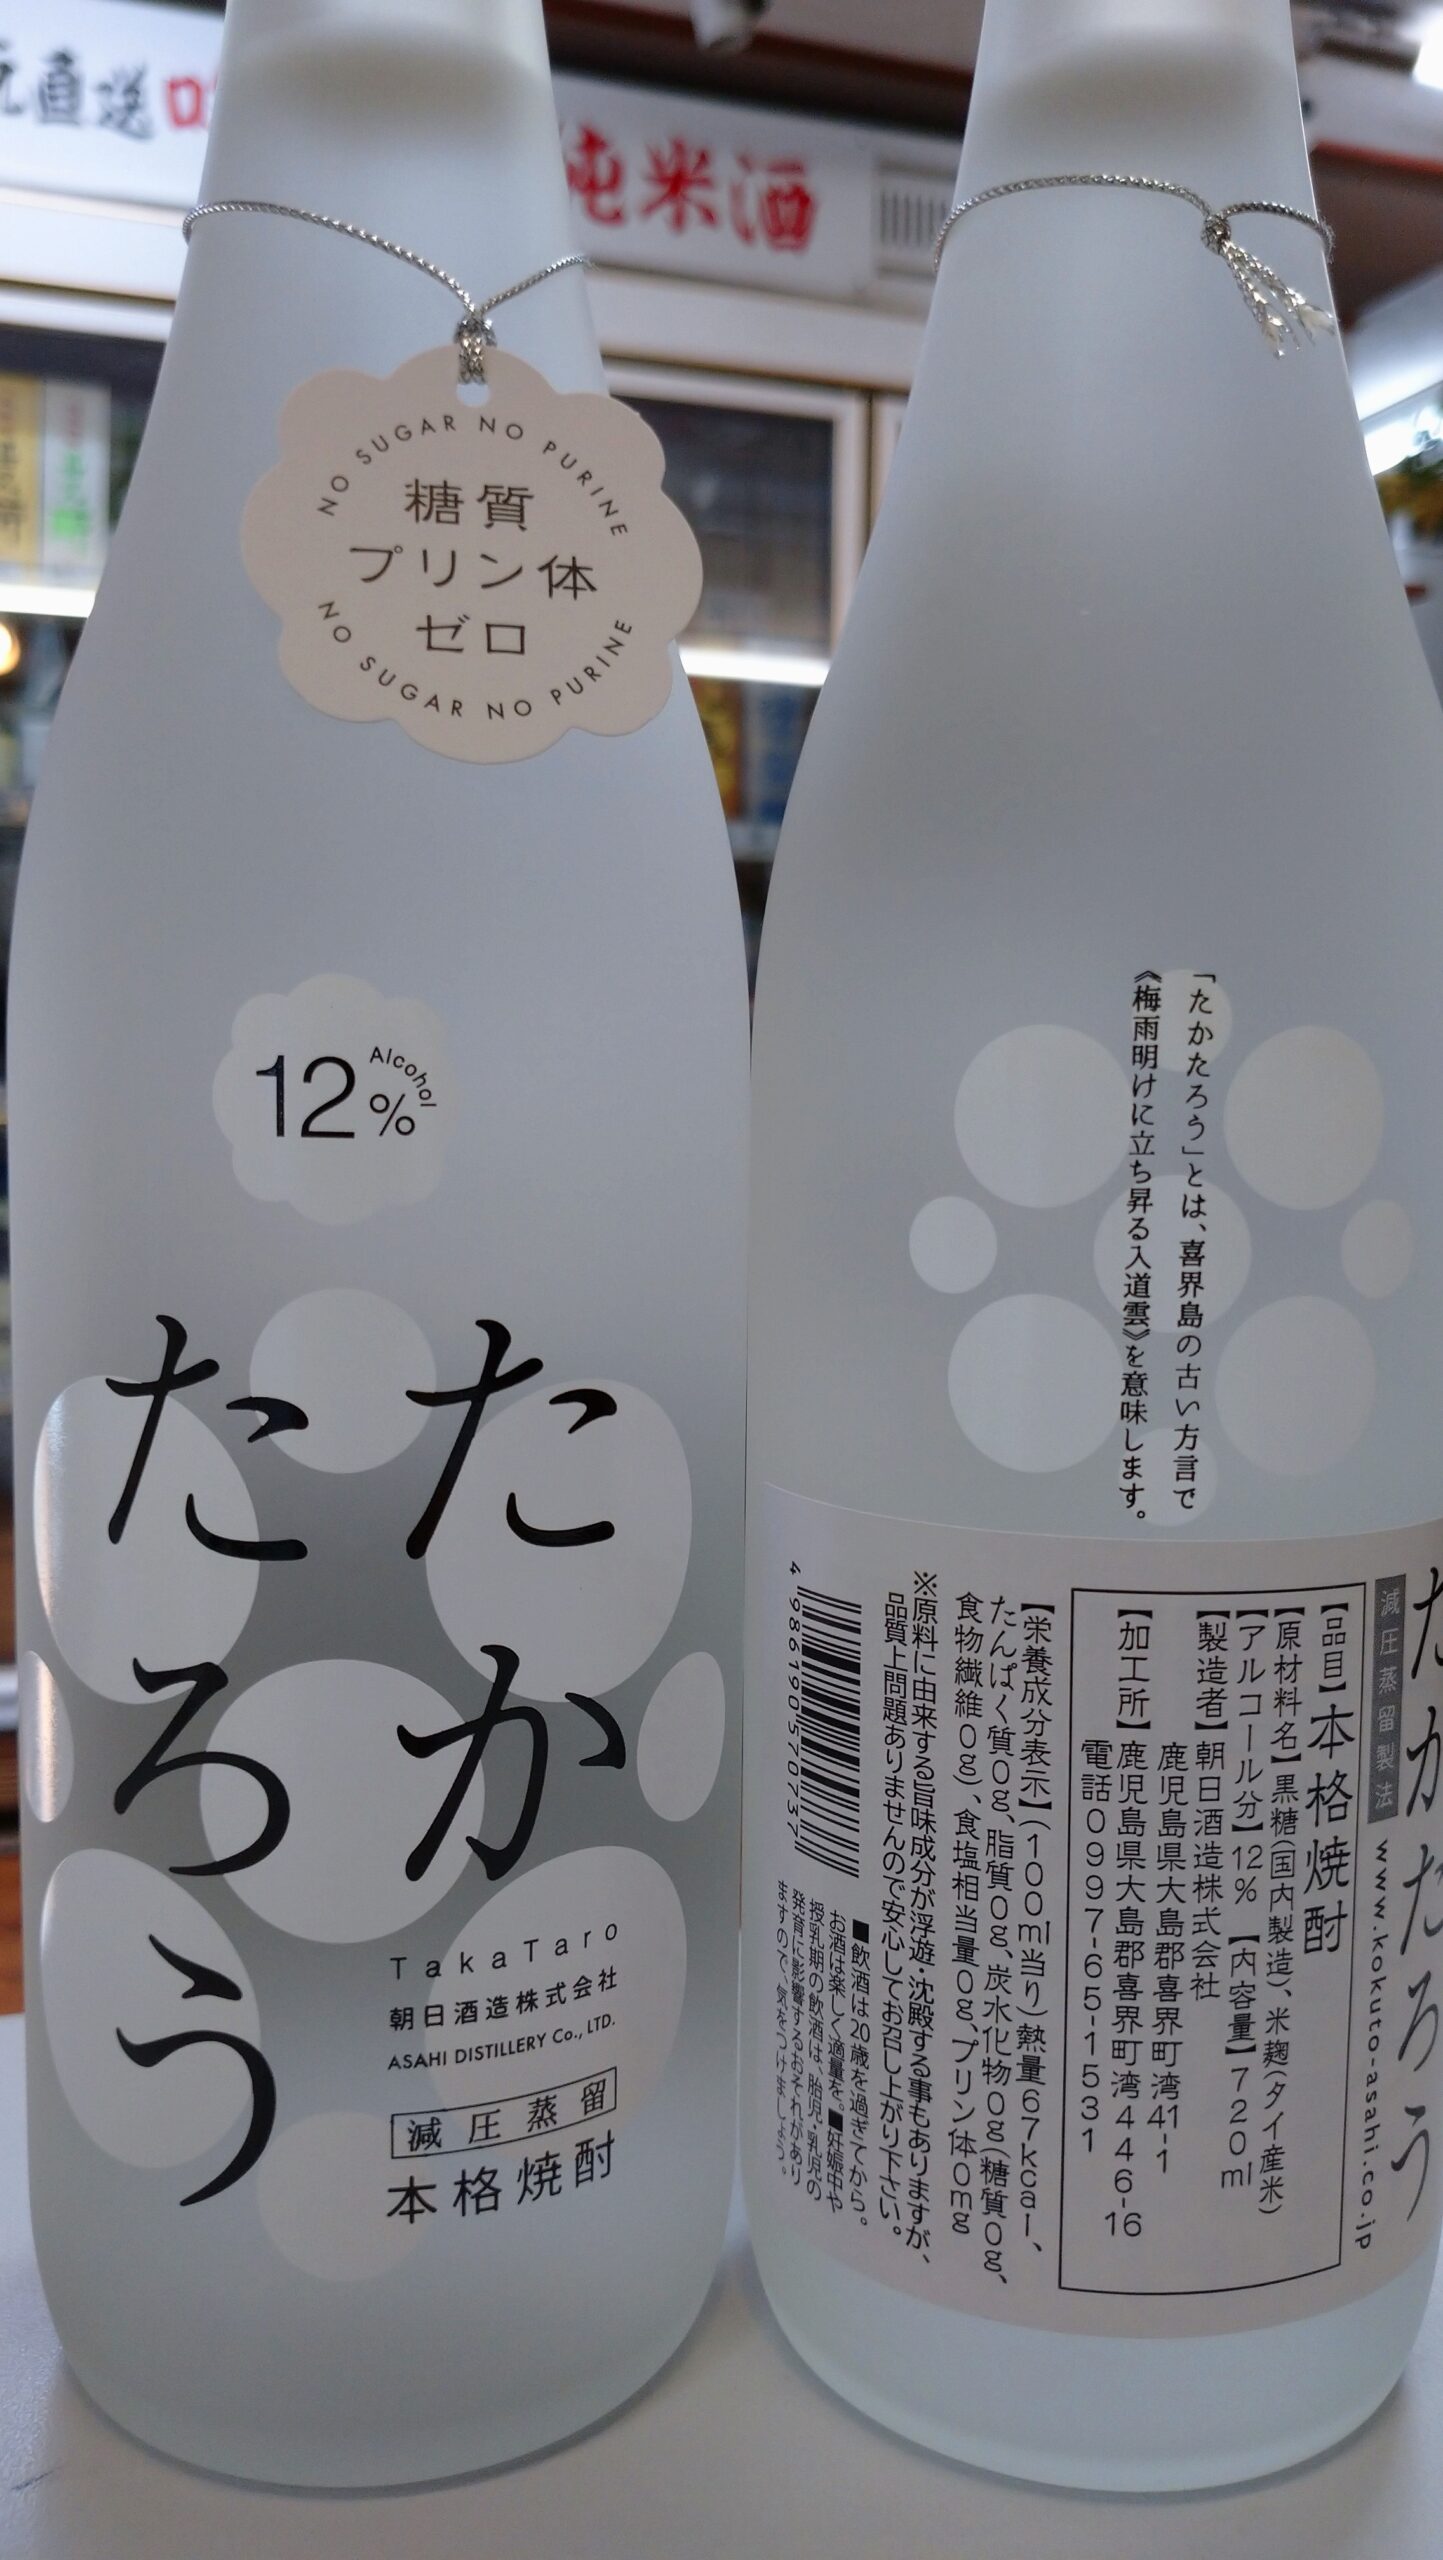 直送
純米酒
NO SUGAR NO PURINE
糖質
プリン体
ゼロ
NO SUGAR NO PURINE
12%
Alcohol
たか
たろう
TakaTaro
朝日酒造株式会社
ASAHI DISTILLERY Co., LTD.
減圧蒸留
本格焼酎
「たかたろう」とは、喜界島の古い方言で
《梅雨明けに立ち昇る入道雲》を意味します。
たかたろう
減圧蒸留製法
www.kokuto-asahi.co.jp
【品目】本格焼酎
【原材料名】黒糖(国内製造)、米麹(タイ産米)
【アルコール分】12% 【内容量】720ml
【製造者】朝日酒造株式会社
鹿児島県大島郡喜界町湾41-1
【加工所】鹿児島県大島郡喜界町湾446-16
電話0997-65-1531
【栄養成分表示】(100ml当り)熱量67kcal、
たんぱく質0g、脂質0g、炭水化物0g(糖質0g、
食物繊維0g)、食塩相当量0g、プリン体0mg
※原料に由来する旨味成分が浮遊・沈殿する事もありますが、
品質上問題ありませんので安心してお召し上がり下さい。
■飲酒は20歳を過ぎてから。
お酒は楽しく適量を。■妊娠中や
授乳期の飲酒は、胎児・乳児の
発育に影響するおそれがあり
ますので、気をつけましょう。
4 986190 570737